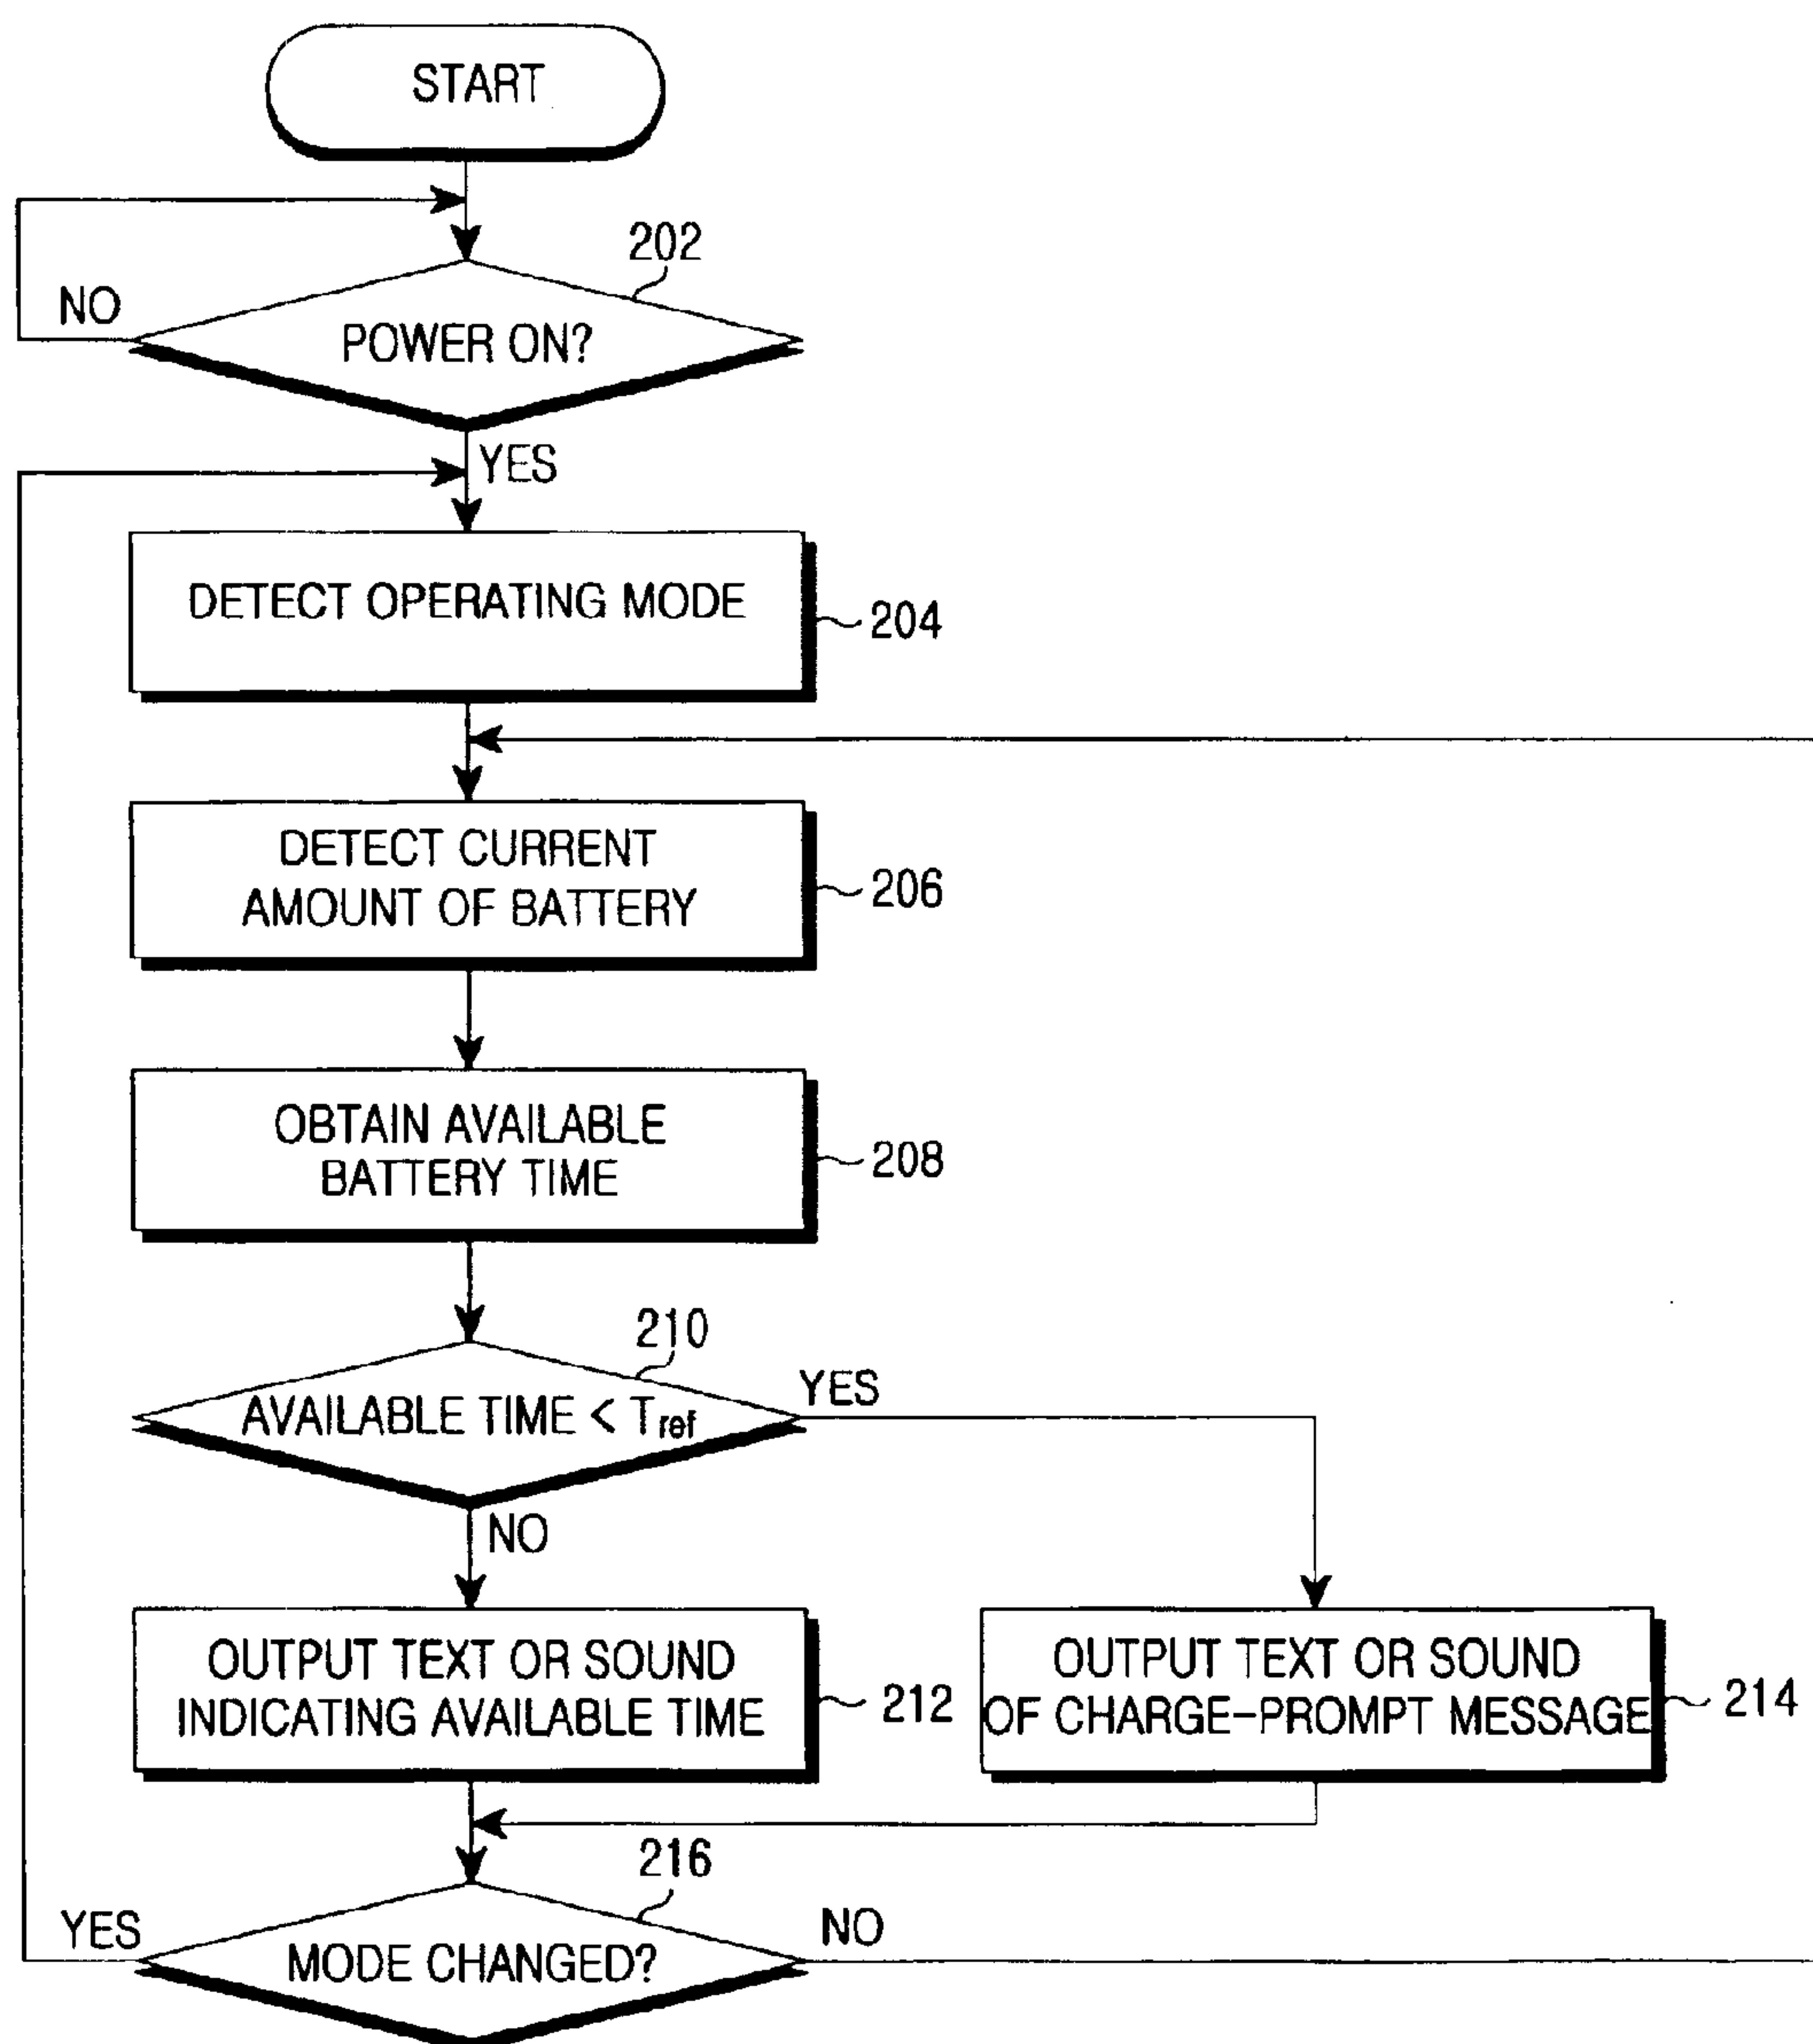 START
202
NO
POWER ON?
YES
DETECT OPERATING MODE
204
DETECT CURRENT
AMOUNT OF BATTERY
206
OBTAIN AVAILABLE
BATTERY TIME
208
210
AVAILABLE TIME < Tref
YES
NO
OUTPUT TEXT OR SOUND
INDICATING AVAILABLE TIME
212
OUTPUT TEXT OR SOUND
OF CHARGE-PROMPT MESSAGE
214
216
YES
MODE CHANGED?
NO